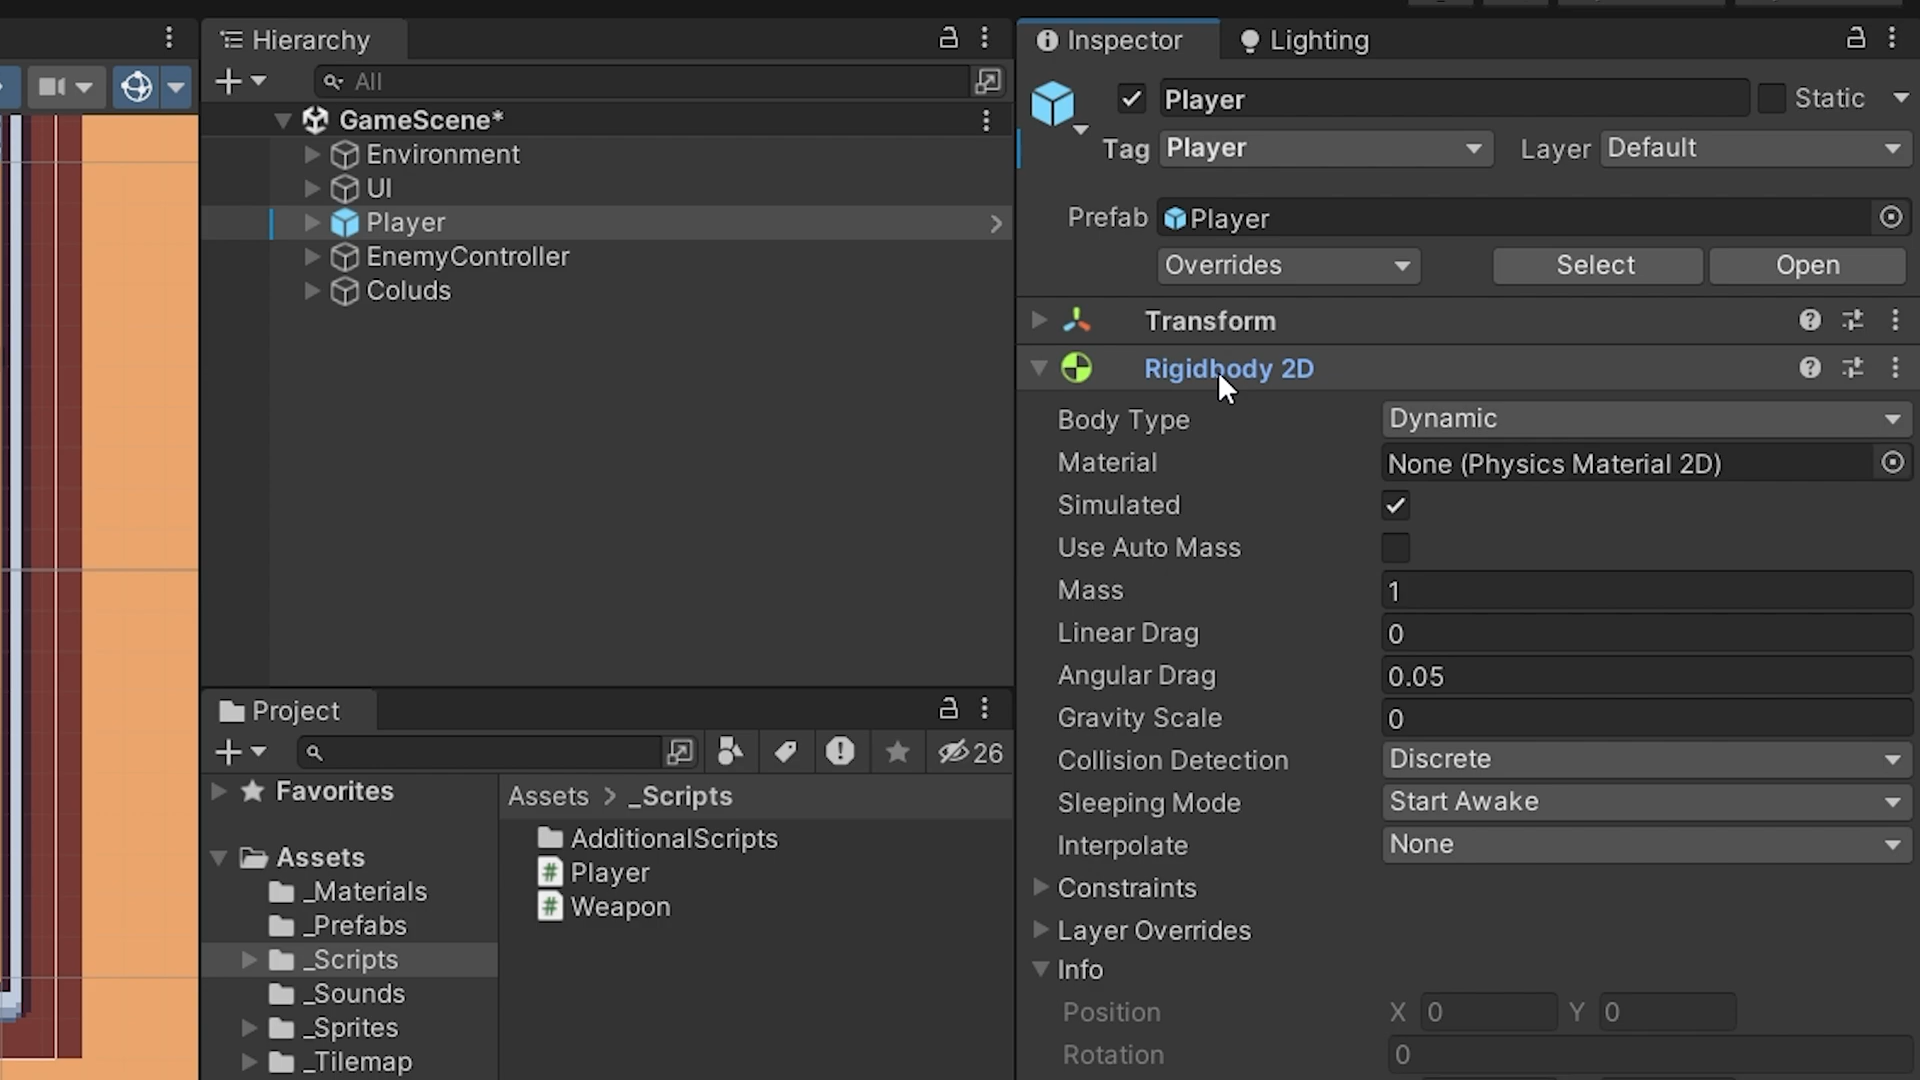 Hierarchy
All
GameScene*
Environment
UI
Player
EnemyController
Coluds
Project
26
Favorites
Assets
_Materials
_Prefabs
_Scripts
_Sounds
_Sprites
_Tilemap
Assets > _Scripts
AdditionalScripts
Player
Weapon
Inspector
Lighting
Player
Static
Tag Player
Layer Default
Prefab Player
Overrides
Select
Open
Transform
Rigidbody 2D
Body Type Dynamic
Material None (Physics Material 2D)
Simulated
Use Auto Mass
Mass 1
Linear Drag 0
Angular Drag 0.05
Gravity Scale 0
Collision Detection Discrete
Sleeping Mode Start Awake
Interpolate None
Constraints
Layer Overrides
Info
Position X 0 Y 0
Rotation 0